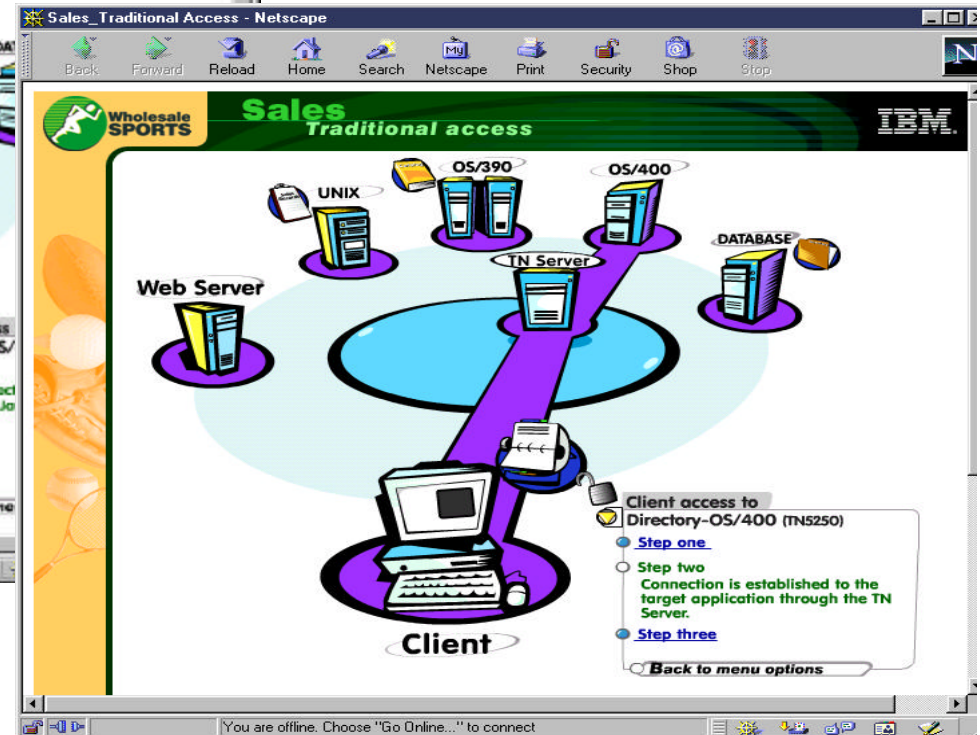 Sales_Traditional Access - Netscape
Back Forward Reload Home Search Netscape Print Security Shop Stop
My
N
Wholesale
SPORTS
Sales
Traditional access
IBM.
OS/390
OS/400
UNIX
DATABASE
TN Server
Web Server
Client
Client access to
Directory-OS/400 (TN5250)
Step one
Step two
Connection is established to the
target application through the TN
Server.
Step three
Back to menu options
You are offline. Choose "Go Online..." to connect